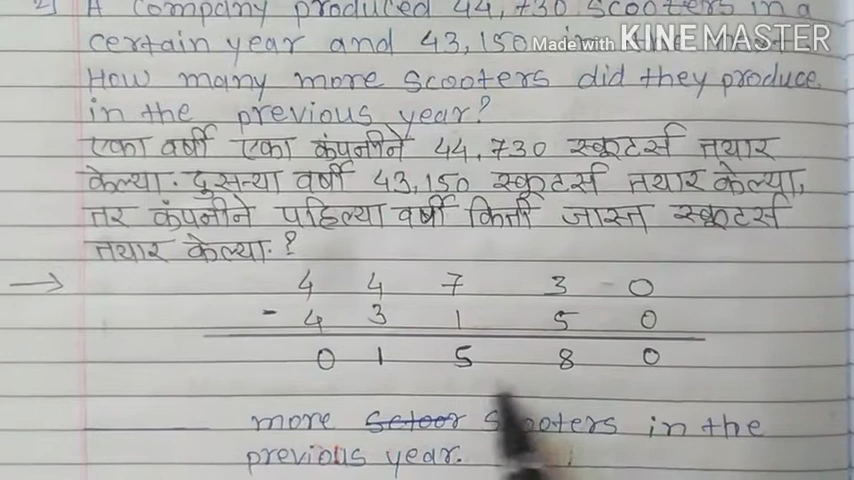 2) A company produced 44,730 scooters in a
certain year and 43,150 in
Made with KINEMASTER
How many more scooters did they produce
in the previous year?
एका वर्षी एका कंपनीने 44,730 स्कूटर्स तयार
केल्या. दुसऱ्या वर्षी 43,150 स्कूटर्स तयार केल्या,
तर कंपनीने पहिल्या वर्षी किती जास्त स्कूटर्स
तयार केल्या.?
→ 4 4 7 3 0
- 4 3 1 5 0
0 1 5 8 0
more scooters in the
previous year.